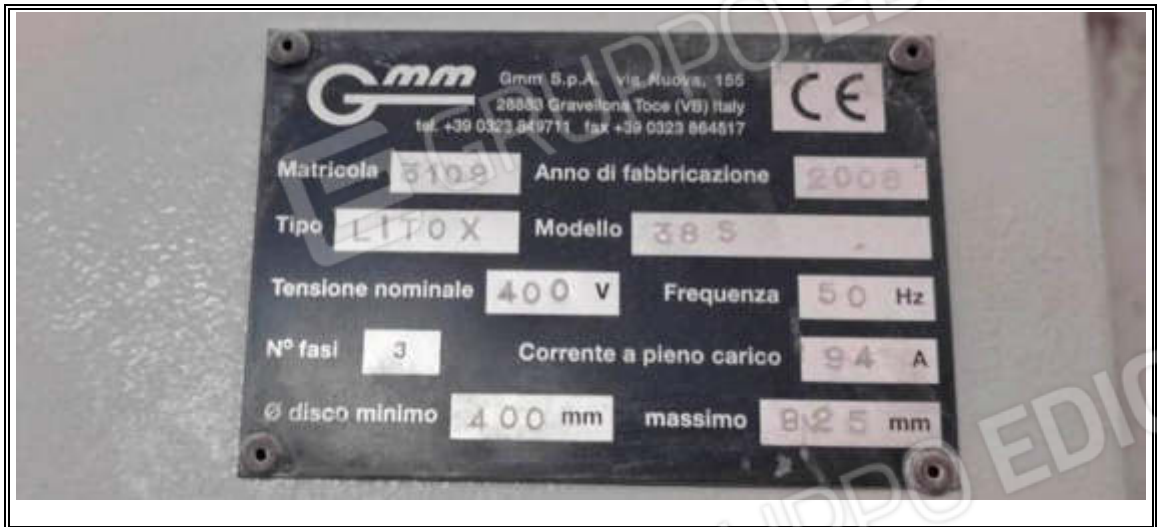 Gmm Gmm S.p.A. via Nuova, 155 CE
28883 Gravellona Toce (VB) Italy
tel. +39 0323 849711 fax +39 0323 864517
Matricola 3109 Anno di fabbricazione 2008
Tipo LITOX Modello 38 S
Tensione nominale 400 V Frequenza 50 Hz
Nº fasi 3 Corrente a pieno carico 94 A
Ø disco minimo 400 mm massimo 825 mm
E GRUPPO EDIC